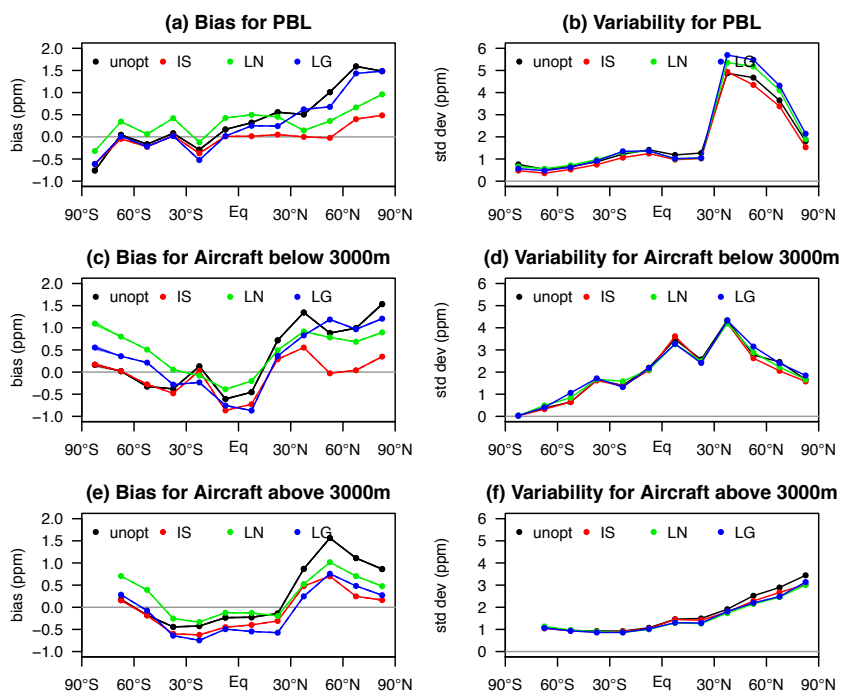 (a) Bias for PBL
bias (ppm)
2.0
1.5
1.0
0.5
0.0
−0.5
−1.0
unopt IS LN LG
90°S 60°S 30°S Eq 30°N 60°N 90°N
(b) Variability for PBL
std dev (ppm)
6
5
4
3
2
1
0
unopt IS LN LG
90°S 60°S 30°S Eq 30°N 60°N 90°N
(c) Bias for Aircraft below 3000m
bias (ppm)
2.0
1.5
1.0
0.5
0.0
−0.5
−1.0
unopt IS LN LG
90°S 60°S 30°S Eq 30°N 60°N 90°N
(d) Variability for Aircraft below 3000m
std dev (ppm)
6
5
4
3
2
1
0
unopt IS LN LG
90°S 60°S 30°S Eq 30°N 60°N 90°N
(e) Bias for Aircraft above 3000m
bias (ppm)
2.0
1.5
1.0
0.5
0.0
−0.5
−1.0
unopt IS LN LG
90°S 60°S 30°S Eq 30°N 60°N 90°N
(f) Variability for Aircraft above 3000m
std dev (ppm)
6
5
4
3
2
1
0
unopt IS LN LG
90°S 60°S 30°S Eq 30°N 60°N 90°N